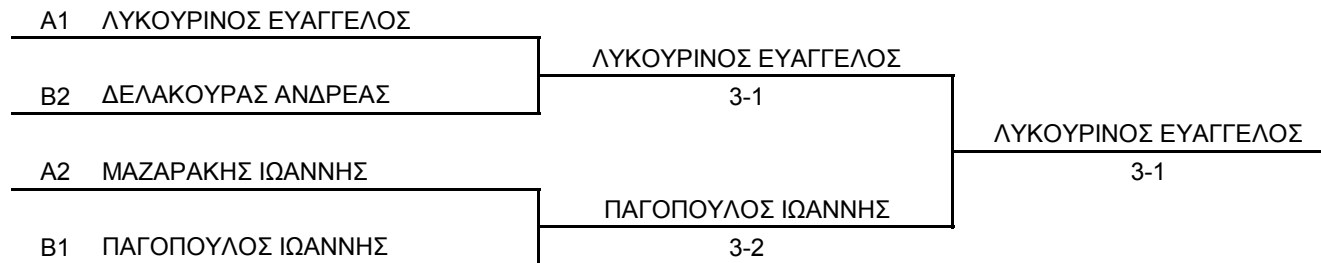 A1 ΛΥΚΟΥΡΙΝΟΣ ΕΥΑΓΓΕΛΟΣ
ΛΥΚΟΥΡΙΝΟΣ ΕΥΑΓΓΕΛΟΣ
B2 ΔΕΛΑΚΟΥΡΑΣ ΑΝΔΡΕΑΣ
3-1
ΛΥΚΟΥΡΙΝΟΣ ΕΥΑΓΓΕΛΟΣ
A2 ΜΑΖΑΡΑΚΗΣ ΙΩΑΝΝΗΣ
3-1
ΠΑΓΟΠΟΥΛΟΣ ΙΩΑΝΝΗΣ
B1 ΠΑΓΟΠΟΥΛΟΣ ΙΩΑΝΝΗΣ
3-2